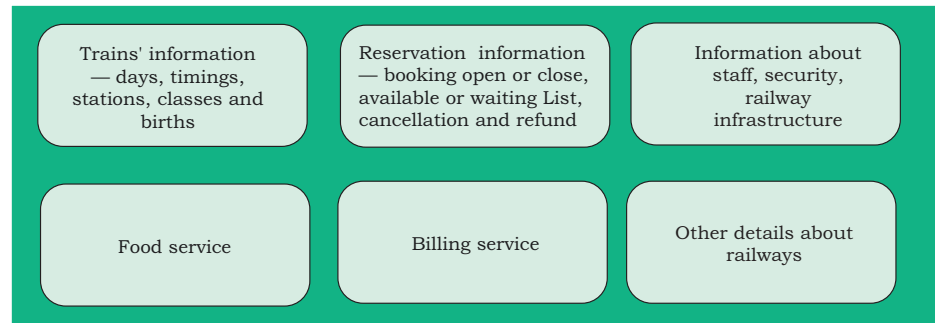 Trains' information
— days, timings,
stations, classes and
births
Reservation information
— booking open or close,
available or waiting List,
cancellation and refund
Information about
staff, security,
railway
infrastructure
Food service
Billing service
Other details about
railways